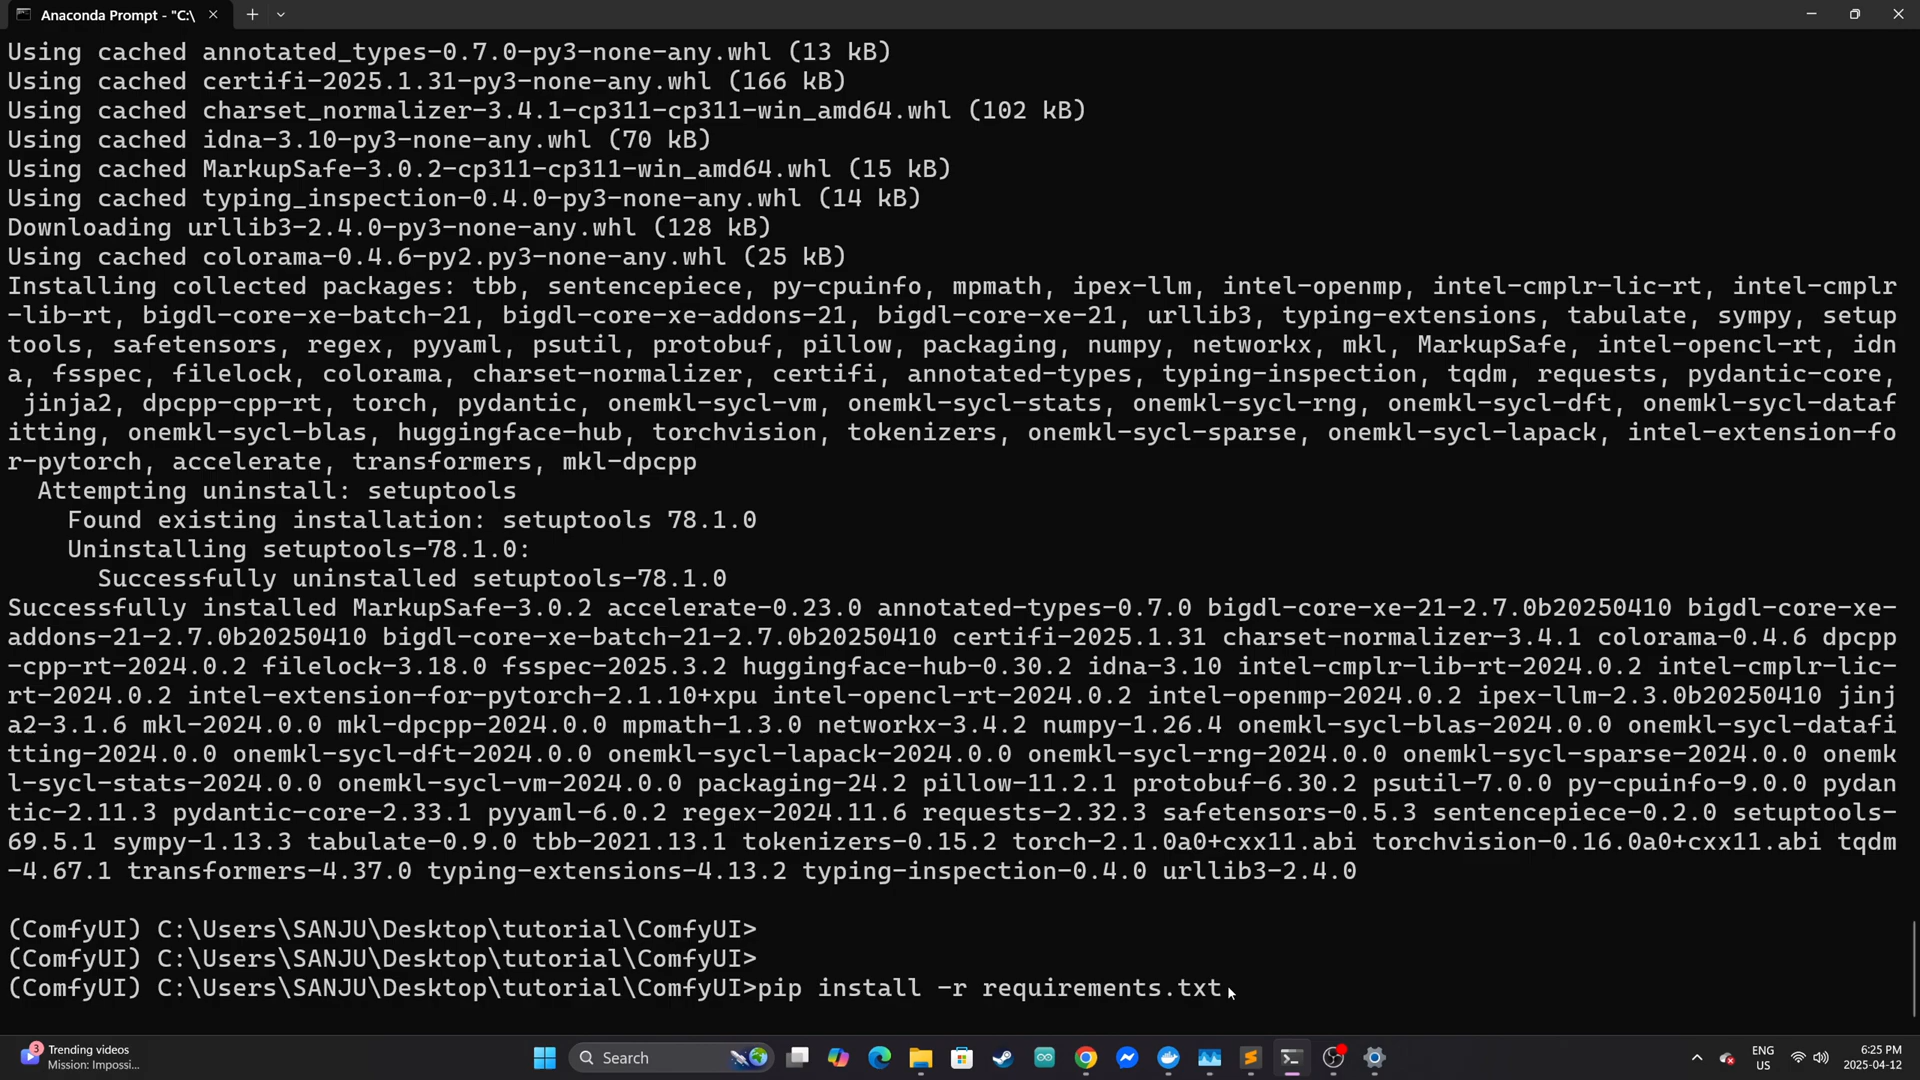 Anaconda Prompt - "C:\
Using cached annotated_types-0.7.0-py3-none-any.whl (13 kB)
Using cached certifi-2025.1.31-py3-none-any.whl (166 kB)
Using cached charset_normalizer-3.4.1-cp311-cp311-win_amd64.whl (102 kB)
Using cached idna-3.10-py3-none-any.whl (70 kB)
Using cached MarkupSafe-3.0.2-cp311-cp311-win_amd64.whl (15 kB)
Using cached typing_inspection-0.4.0-py3-none-any.whl (14 kB)
Downloading urllib3-2.4.0-py3-none-any.whl (128 kB)
Using cached colorama-0.4.6-py2.py3-none-any.whl (25 kB)
Installing collected packages: tbb, sentencepiece, py-cpuinfo, mpmath, ipex-llm, intel-openmp, intel-cmplr-lic-rt, intel-cmplr
-lib-rt, bigdl-core-xe-batch-21, bigdl-core-xe-addons-21, bigdl-core-xe-21, urllib3, typing-extensions, tabulate, sympy, setup
tools, safetensors, regex, pyyaml, psutil, protobuf, pillow, packaging, numpy, networkx, mkl, MarkupSafe, intel-opencl-rt, idn
a, fsspec, filelock, colorama, charset-normalizer, certifi, annotated-types, typing-inspection, tqdm, requests, pydantic-core,
jinja2, dpcpp-cpp-rt, torch, pydantic, onemkl-sycl-vm, onemkl-sycl-stats, onemkl-sycl-rng, onemkl-sycl-dft, onemkl-sycl-dataf
itting, onemkl-sycl-blas, huggingface-hub, torchvision, tokenizers, onemkl-sycl-sparse, onemkl-sycl-lapack, intel-extension-fo
r-pytorch, accelerate, transformers, mkl-dpcpp
Attempting uninstall: setuptools
Found existing installation: setuptools 78.1.0
Uninstalling setuptools-78.1.0:
Successfully uninstalled setuptools-78.1.0
Successfully installed MarkupSafe-3.0.2 accelerate-0.23.0 annotated-types-0.7.0 bigdl-core-xe-21-2.7.0b20250410 bigdl-core-xe-
addons-21-2.7.0b20250410 bigdl-core-xe-batch-21-2.7.0b20250410 certifi-2025.1.31 charset-normalizer-3.4.1 colorama-0.4.6 dpcpp
-cpp-rt-2024.0.2 filelock-3.18.0 fsspec-2025.3.2 huggingface-hub-0.30.2 idna-3.10 intel-cmplr-lib-rt-2024.0.2 intel-cmplr-lic-
rt-2024.0.2 intel-extension-for-pytorch-2.1.10+xpu intel-opencl-rt-2024.0.2 intel-openmp-2024.0.2 ipex-llm-2.3.0b20250410 jinj
a2-3.1.6 mkl-2024.0.0 mkl-dpcpp-2024.0.0 mpmath-1.3.0 networkx-3.4.2 numpy-1.26.4 onemkl-sycl-blas-2024.0.0 onemkl-sycl-datafi
tting-2024.0.0 onemkl-sycl-dft-2024.0.0 onemkl-sycl-lapack-2024.0.0 onemkl-sycl-rng-2024.0.0 onemkl-sycl-sparse-2024.0.0 onemk
l-sycl-stats-2024.0.0 onemkl-sycl-vm-2024.0.0 packaging-24.2 pillow-11.2.1 protobuf-6.30.2 psutil-7.0.0 py-cpuinfo-9.0.0 pydan
tic-2.11.3 pydantic-core-2.33.1 pyyaml-6.0.2 regex-2024.11.6 requests-2.32.3 safetensors-0.5.3 sentencepiece-0.2.0 setuptools-
69.5.1 sympy-1.13.3 tabulate-0.9.0 tbb-2021.13.1 tokenizers-0.15.2 torch-2.1.0a0+cxx11.abi torchvision-0.16.0a0+cxx11.abi tqdm
-4.67.1 transformers-4.37.0 typing-extensions-4.13.2 typing-inspection-0.4.0 urllib3-2.4.0
(ComfyUI) C:\Users\SANJU\Desktop\tutorial\ComfyUI>
(ComfyUI) C:\Users\SANJU\Desktop\tutorial\ComfyUI>
(ComfyUI) C:\Users\SANJU\Desktop\tutorial\ComfyUI>pip install -r requirements.txt
3
Trending videos
Mission: Impossi...
Search
ENG
US
6:25 PM
2025-04-12